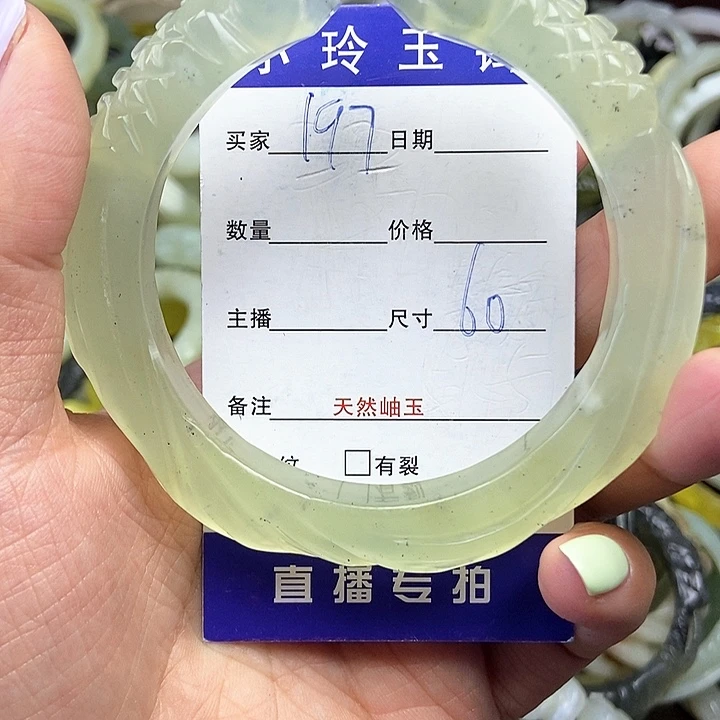 玲玉
买家 197 日期
数量 价格
主播 尺寸 60
备注 天然岫玉
纹 □有裂
直播专拍